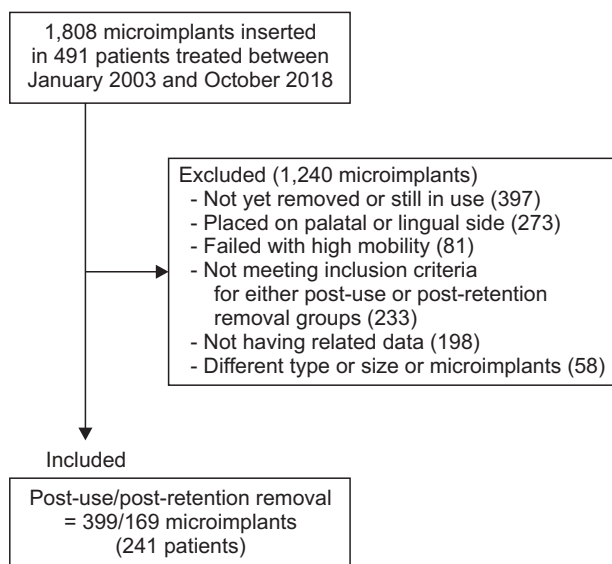 1,808 microimplants inserted
in 491 patients treated between
January 2003 and October 2018
Excluded (1,240 microimplants)
- Not yet removed or still in use (397)
- Placed on palatal or lingual side (273)
- Failed with high mobility (81)
- Not meeting inclusion criteria
for either post-use or post-retention
removal groups (233)
- Not having related data (198)
- Different type or size or microimplants (58)
Included
Post-use/post-retention removal
= 399/169 microimplants
(241 patients)